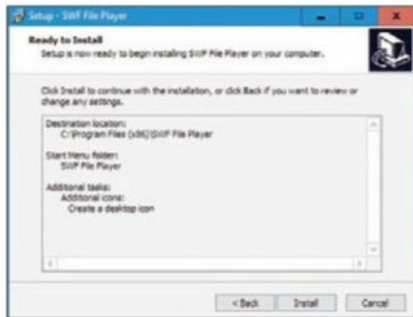 Setup - SWF File Player
Ready to Install
Setup is now ready to begin installing SWF File Player on your computer.
Click Install to continue with the installation, or click Back if you want to review or
change any settings.
Destination location:
C:\Program Files (x86)\SWF File Player
Start Menu folder:
SWF File Player
Additional tasks:
Additional icons:
Create a desktop icon
< Back
Install
Cancel